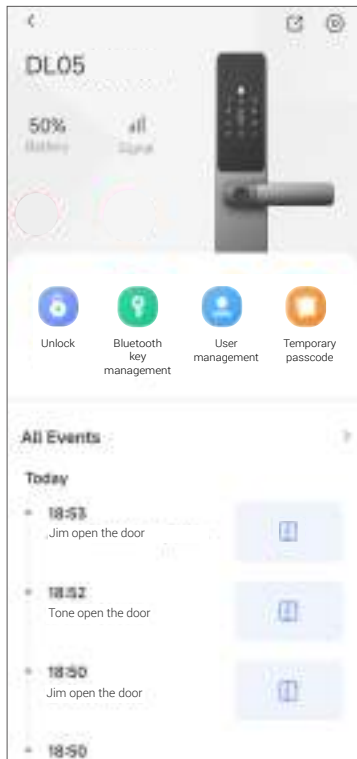 DL05
50%
Battery
Signal
Unlock
Bluetooth
key
management
User
management
Temporary
passcode
All Events
Today
18:53
Jim open the door
18:52
Tone open the door
18:50
Jim open the door
18:50